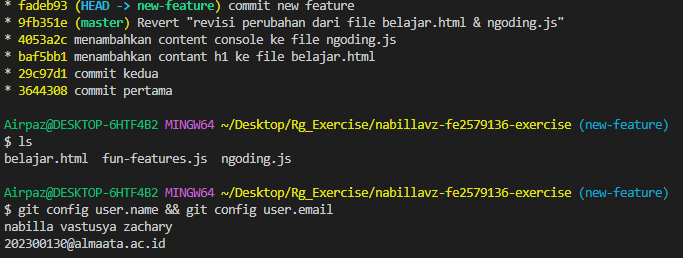 * fadeb93 (HEAD -> new-feature) commit new feature
* 9fb351e (master) Revert "revisi perubahan dari file belajar.html & ngoding.js"
* 4053a2c menambahkan content console ke file ngoding.js
* baf5bb1 menambahkan contant h1 ke file belajar.html
* 29c97d1 commit kedua
* 3644308 commit pertama
Airpaz@DESKTOP-6HTF4B2 MINGW64 ~/Desktop/Rg_Exercise/nabillavz-fe2579136-exercise (new-feature)
$ ls
belajar.html  fun-features.js  ngoding.js
Airpaz@DESKTOP-6HTF4B2 MINGW64 ~/Desktop/Rg_Exercise/nabillavz-fe2579136-exercise (new-feature)
$ git config user.name && git config user.email
nabilla vastusya zachary
202300130@almaata.ac.id